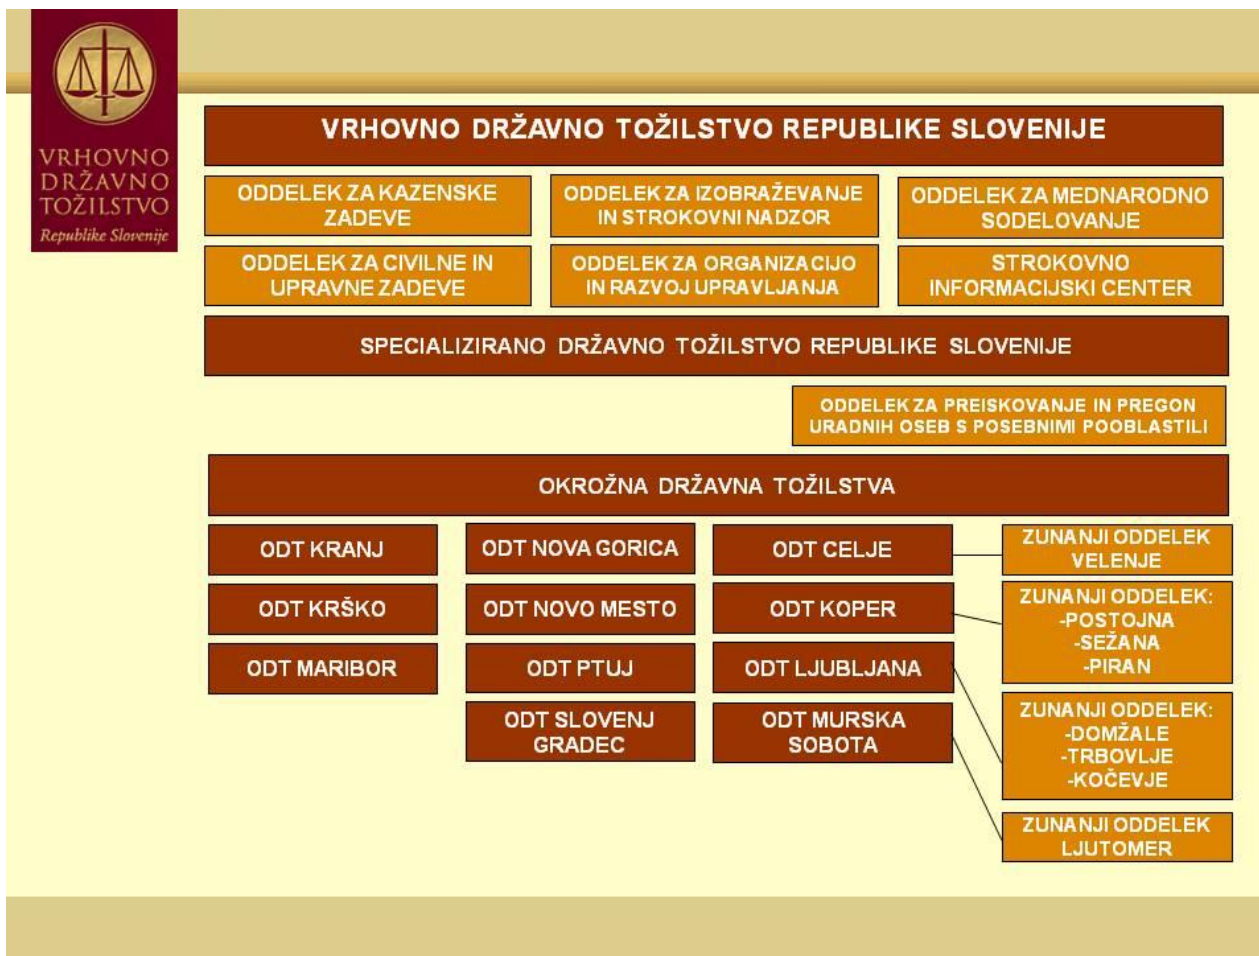 VRHOVNO
DRŽAVNO
TOŽILSTVO
Republike Slovenije
VRHOVNO DRŽAVNO TOŽILSTVO REPUBLIKE SLOVENIJE
ODDELEK ZA KAZENSKE
ZADEVE
ODDELEK ZA IZOBRAŽEVANJE
IN STROKOVNI NADZOR
ODDELEK ZA MEDNARODNO
SODELOVANJE
ODDELEK ZA CIVILNE IN
UPRAVNE ZADEVE
ODDELEK ZA ORGANIZACIJO
IN RAZVOJ UPRAVLJANJA
STROKOVNO
INFORMACIJSKI CENTER
SPECIALIZIRANO DRŽAVNO TOŽILSTVO REPUBLIKE SLOVENIJE
ODDELEK ZA PREISKOVANJE IN PREGON
URADNIH OSEB S POSEBNIMI POOBLASTILI
OKROŽNA DRŽAVNA TOŽILSTVA
ODT KRANJ
ODT NOVA GORICA
ODT CELJE
ZUNANJI ODDELEK
VELENJE
ODT KRŠKO
ODT NOVO MESTO
ODT KOPER
ZUNANJI ODDELEK:
-POSTOJNA
-SEŽANA
-PIRAN
ODT MARIBOR
ODT PTUJ
ODT LJUBLJANA
ODT SLOVENJ
GRADEC
ODT MURSKA
SOBOTA
ZUNANJI ODDELEK:
-DOMŽALE
-TRBOVLJE
-KOČEVJE
ZUNANJI ODDELEK
LJUTOMER